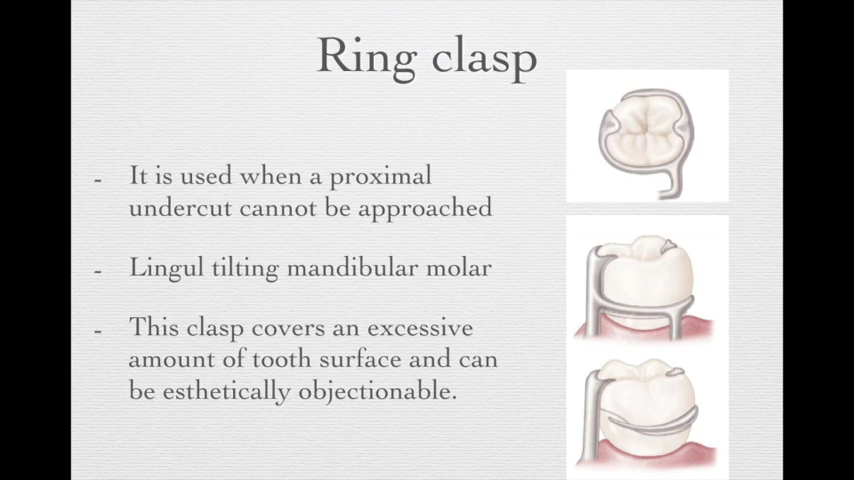 Ring clasp
- It is used when a proximal
undercut cannot be approached
- Lingul tilting mandibular molar
- This clasp covers an excessive
amount of tooth surface and can
be esthetically objectionable.